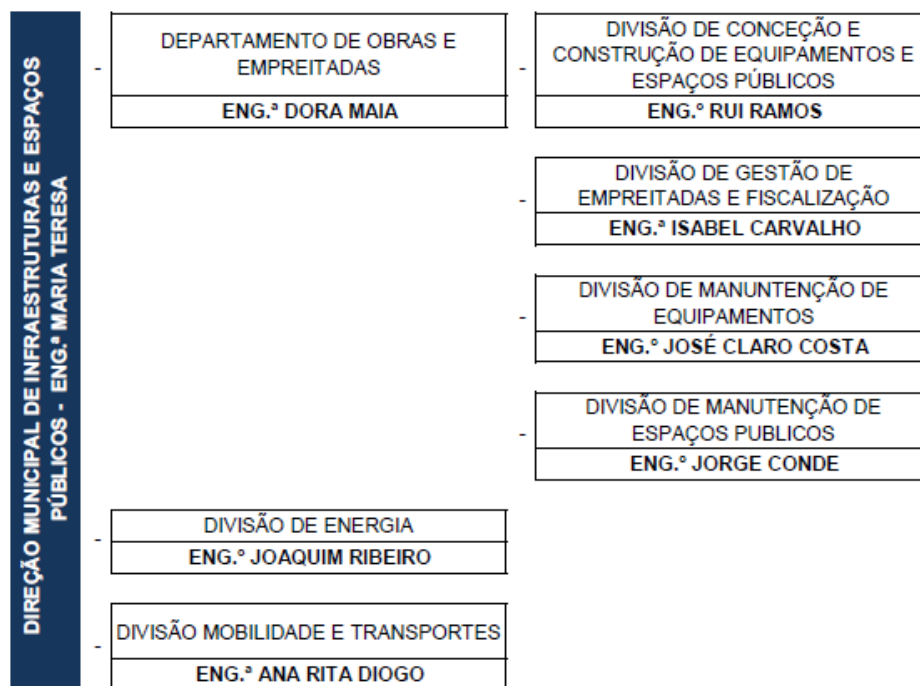 DIREÇÃO MUNICIPAL DE INFRAESTRUTURAS E ESPAÇOS
PÚBLICOS - ENG.ª MARIA TERESA
-
DEPARTAMENTO DE OBRAS E
EMPREITADAS
ENG.ª DORA MAIA
-
DIVISÃO DE CONCEÇÃO E
CONSTRUÇÃO DE EQUIPAMENTOS E
ESPAÇOS PÚBLICOS
ENG.º RUI RAMOS
-
DIVISÃO DE GESTÃO DE
EMPREITADAS E FISCALIZAÇÃO
ENG.ª ISABEL CARVALHO
-
DIVISÃO DE MANUNTENÇÃO DE
EQUIPAMENTOS
ENG.º JOSÉ CLARO COSTA
-
DIVISÃO DE MANUTENÇÃO DE
ESPAÇOS PUBLICOS
ENG.º JORGE CONDE
-
DIVISÃO DE ENERGIA
ENG.º JOAQUIM RIBEIRO
-
DIVISÃO MOBILIDADE E TRANSPORTES
ENG.ª ANA RITA DIOGO